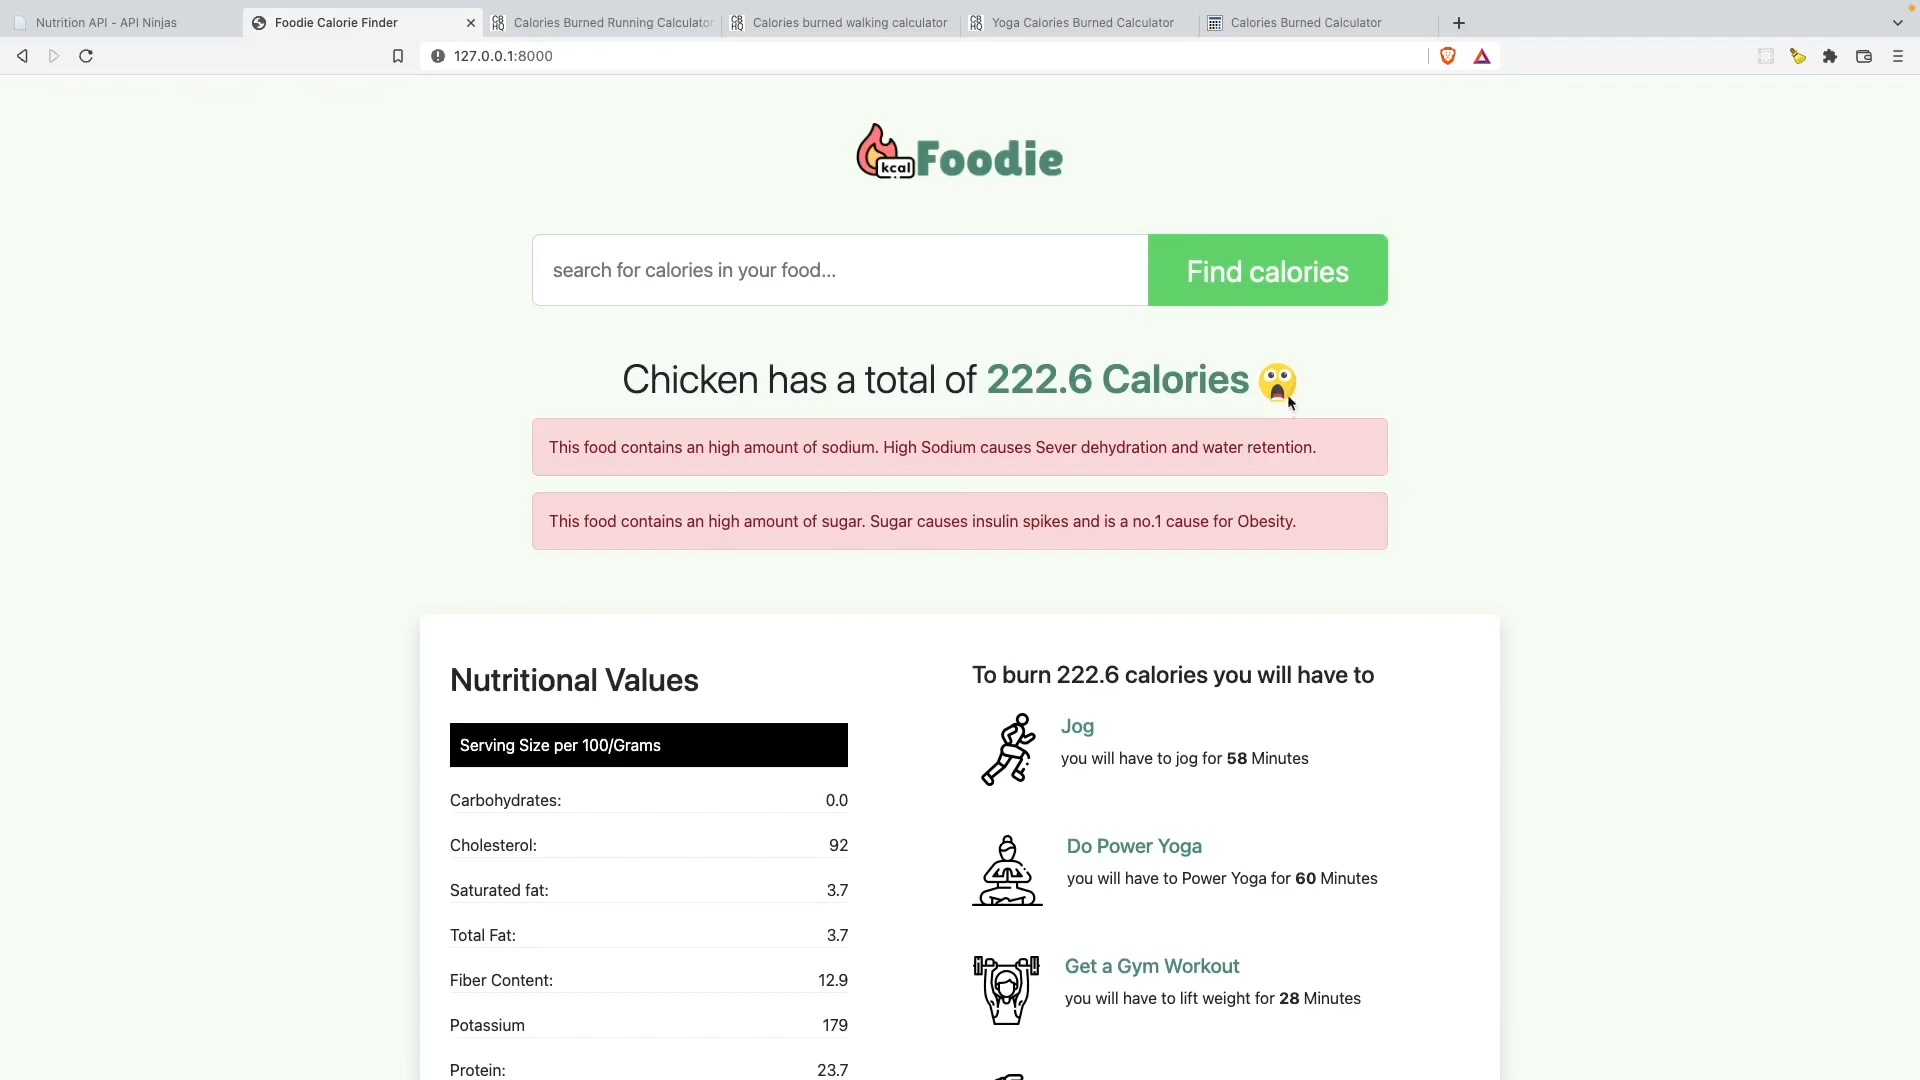 Nutrition API - API Ninjas
Foodie Calorie Finder
Calories Burned Running Calculator
Calories burned walking calculator
Yoga Calories Burned Calculator
Calories Burned Calculator
127.0.0.1:8000
kcal Foodie
search for calories in your food...
Find calories
Chicken has a total of 222.6 Calories
This food contains an high amount of sodium. High Sodium causes Sever dehydration and water retention.
This food contains an high amount of sugar. Sugar causes insulin spikes and is a no.1 cause for Obesity.
Nutritional Values
Serving Size per 100/Grams
Carbohydrates: 0.0
Cholesterol: 92
Saturated fat: 3.7
Total Fat: 3.7
Fiber Content: 12.9
Potassium 179
Protein: 23.7
To burn 222.6 calories you will have to
Jog
you will have to jog for 58 Minutes
Do Power Yoga
you will have to Power Yoga for 60 Minutes
Get a Gym Workout
you will have to lift weight for 28 Minutes